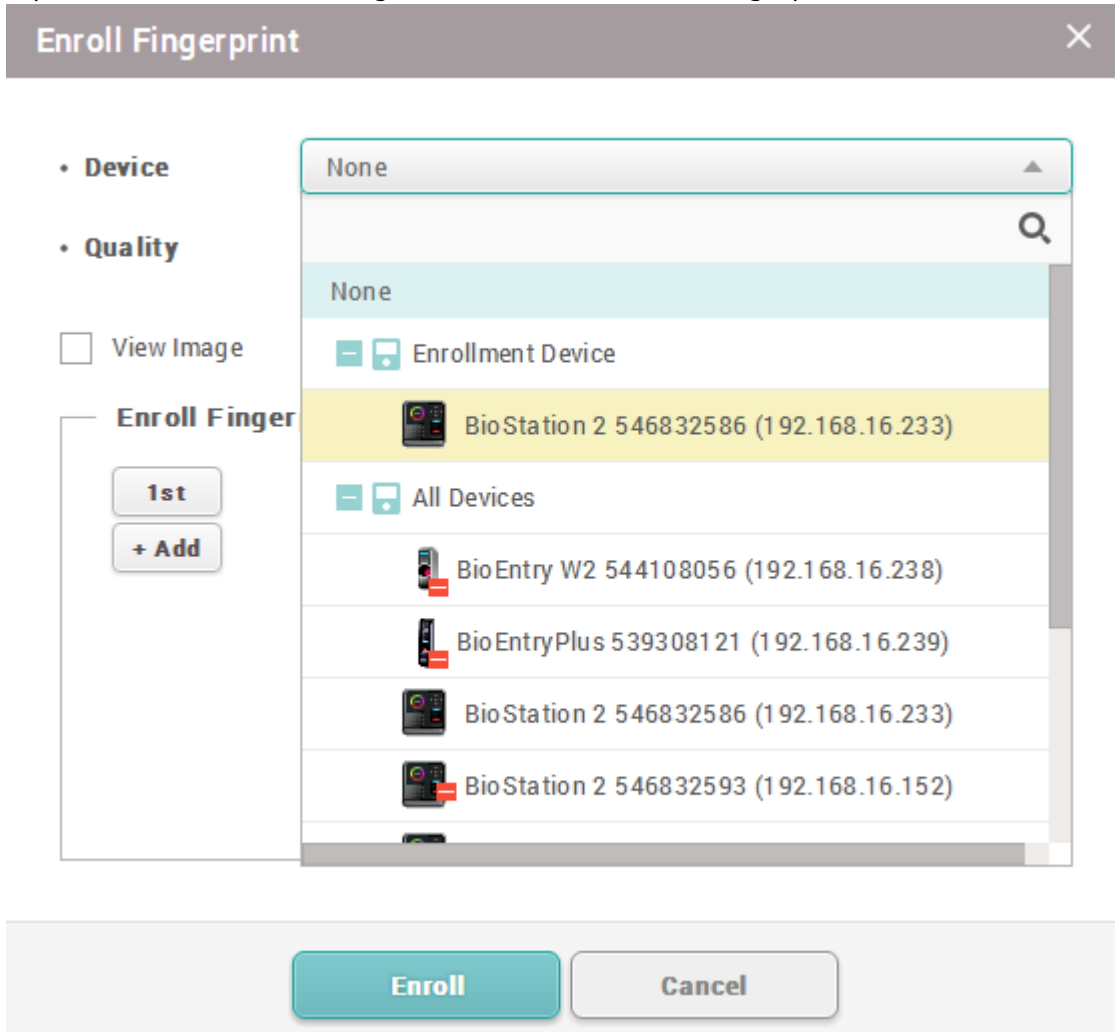 Enroll Fingerprint
Device
None
Quality
None
View Image
Enrollment Device
Enroll Finger
BioStation 2 546832586 (192.168.16.233)
1st
All Devices
+ Add
BioEntry W2 544108056 (192.168.16.238)
BioEntryPlus 539308121 (192.168.16.239)
BioStation 2 546832586 (192.168.16.233)
BioStation 2 546832593 (192.168.16.152)
Enroll
Cancel